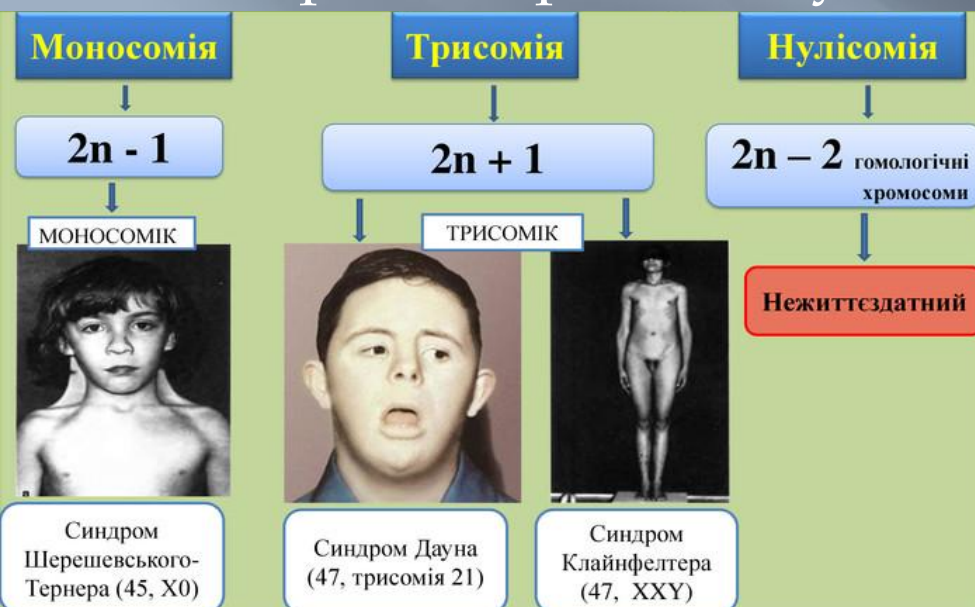 Моносомія
Трисомія
Нулісомія
2n - 1
2n + 1
2n – 2 гомологічні
хромосоми
МОНОСОМІК
ТРИСОМІК
Нежиттєздатний
Синдром
Шерешевського-
Тернера (45, Х0)
Синдром Дауна
(47, трисомія 21)
Синдром
Клайнфелтера
(47, XXY)